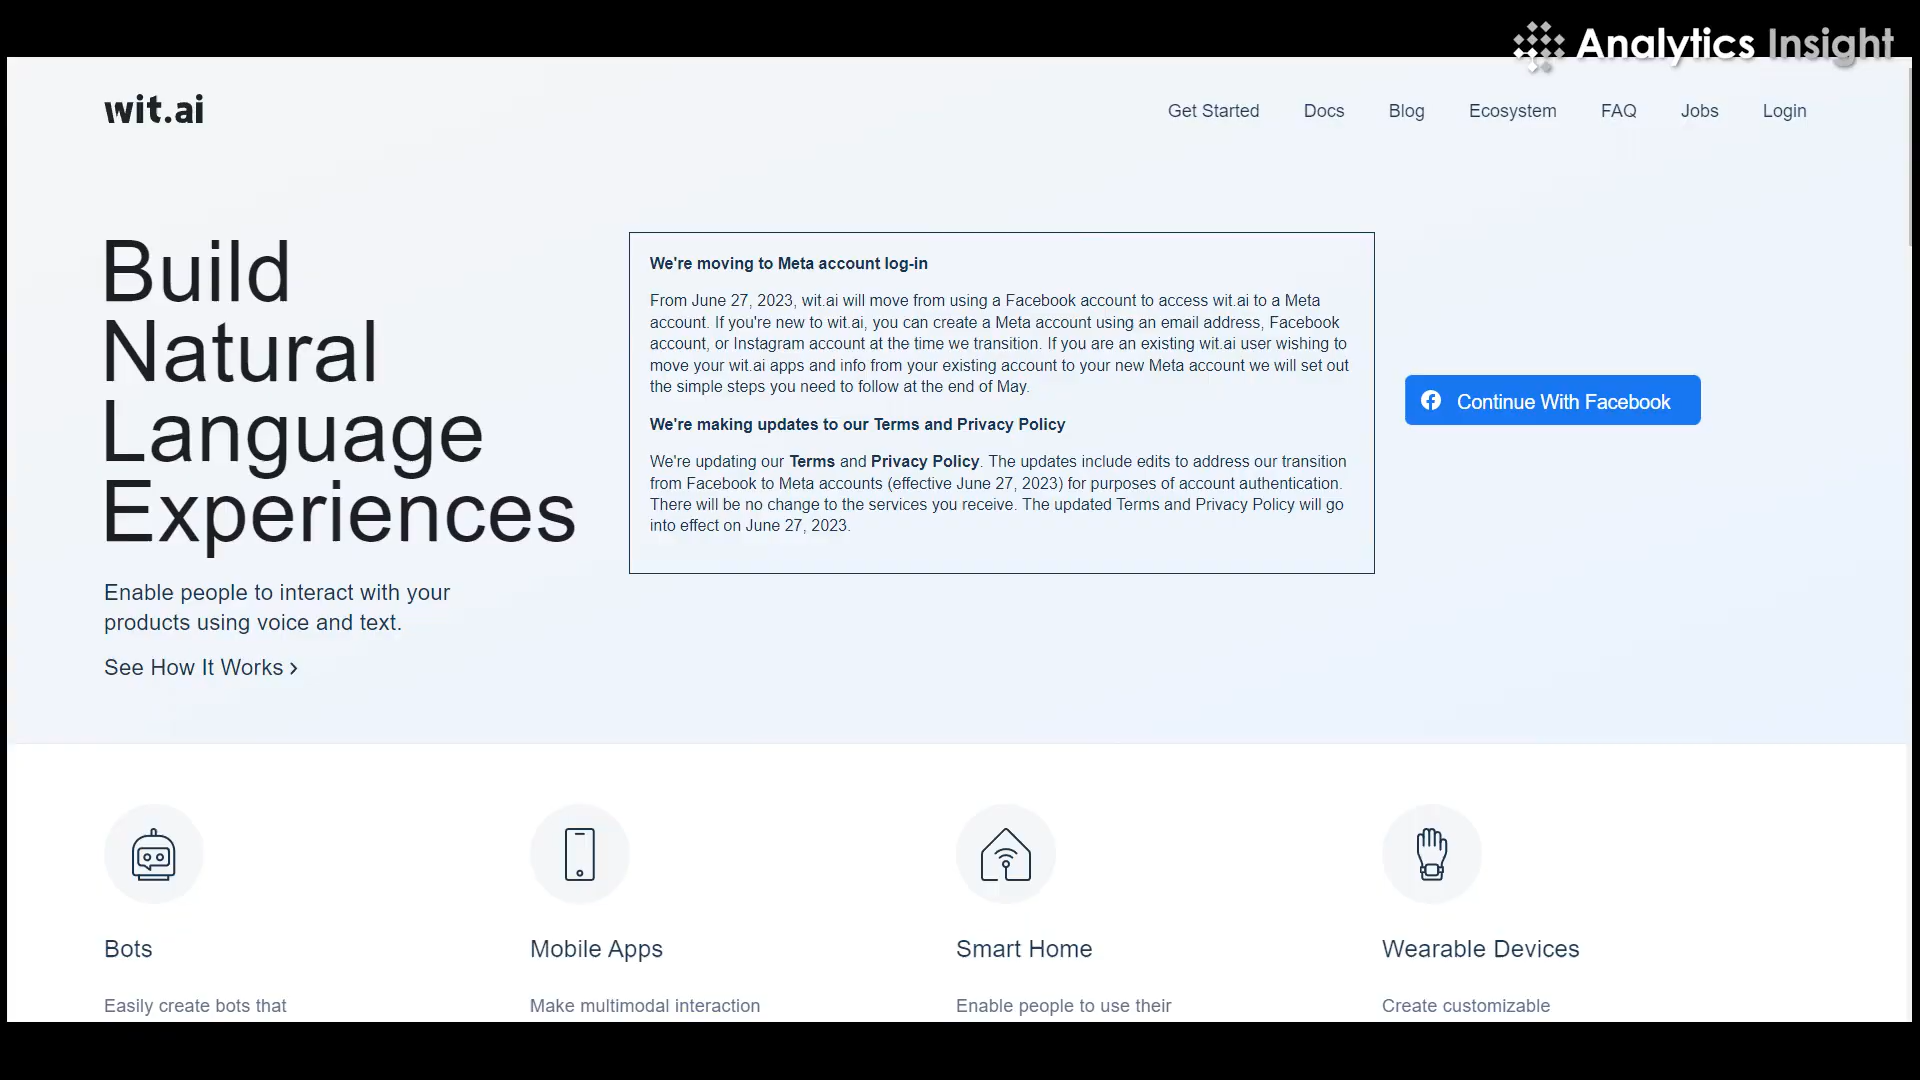 Analytics Insight
wit.ai
Get Started
Docs
Blog
Ecosystem
FAQ
Jobs
Login
Build
Natural
Language
Experiences
Enable people to interact with your
products using voice and text.
See How It Works ›
We're moving to Meta account log-in
From June 27, 2023, wit.ai will move from using a Facebook account to access wit.ai to a Meta
account. If you're new to wit.ai, you can create a Meta account using an email address, Facebook
account, or Instagram account at the time we transition. If you are an existing wit.ai user wishing to
move your wit.ai apps and info from your existing account to your new Meta account we will set out
the simple steps you need to follow at the end of May.
We're making updates to our Terms and Privacy Policy
We're updating our Terms and Privacy Policy. The updates include edits to address our transition
from Facebook to Meta accounts (effective June 27, 2023) for purposes of account authentication.
There will be no change to the services you receive. The updated Terms and Privacy Policy will go
into effect on June 27, 2023.
Continue With Facebook
Bots
Easily create bots that
Mobile Apps
Make multimodal interaction
Smart Home
Enable people to use their
Wearable Devices
Create customizable